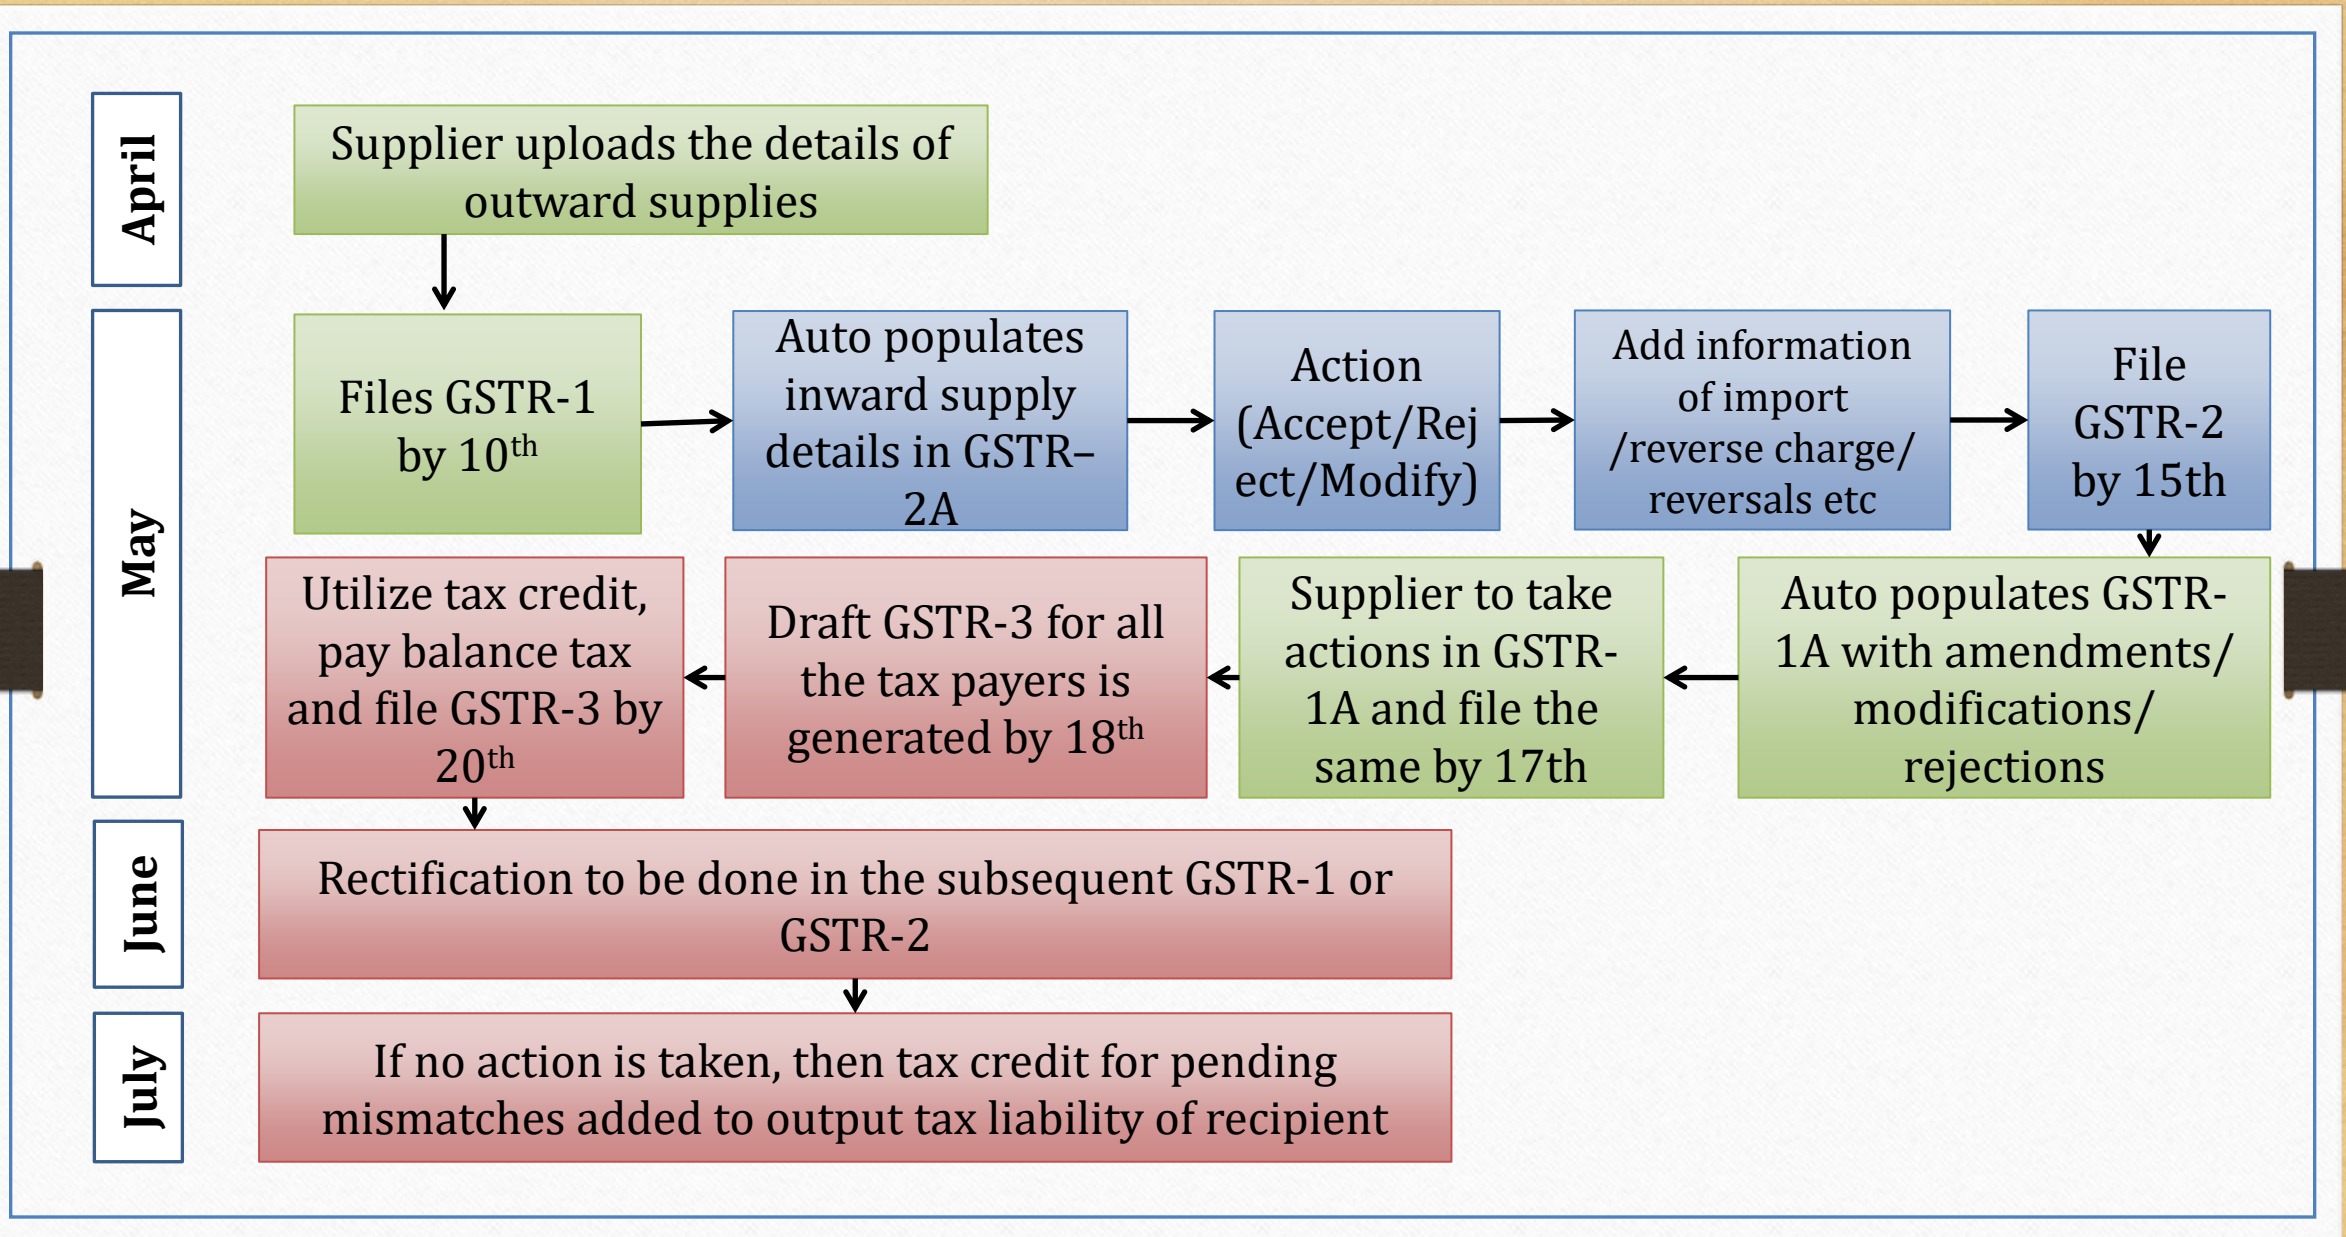 April
Supplier uploads the details of
outward supplies
May
Files GSTR-1
by 10th
Auto populates
inward supply
details in GSTR–
2A
Action
(Accept/Rej
ect/Modify)
Add information
of import
/reverse charge/
reversals etc
File
GSTR-2
by 15th
Auto populates GSTR-
1A with amendments/
modifications/
rejections
Supplier to take
actions in GSTR-
1A and file the
same by 17th
Draft GSTR-3 for all
the tax payers is
generated by 18th
Utilize tax credit,
pay balance tax
and file GSTR-3 by
20th
June
Rectification to be done in the subsequent GSTR-1 or
GSTR-2
July
If no action is taken, then tax credit for pending
mismatches added to output tax liability of recipient